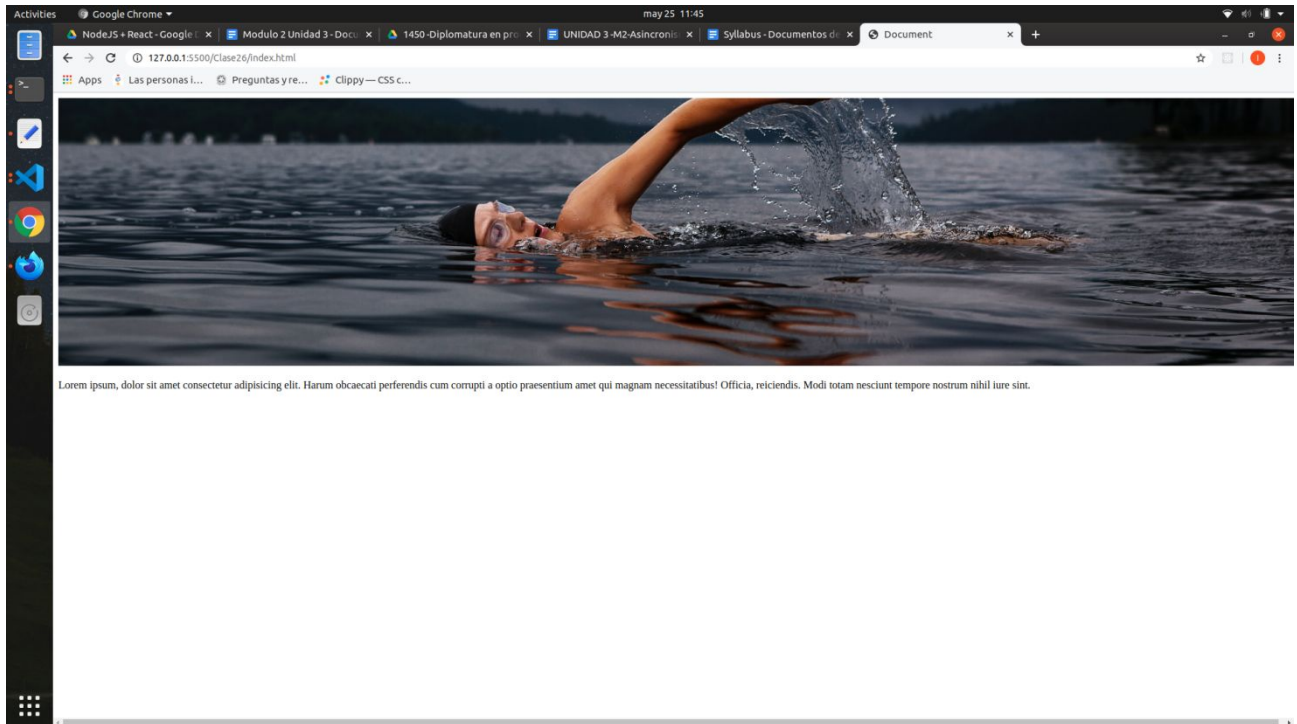 Activities Google Chrome may 25 11:45
NodeJS + React - Google D Modulo 2 Unidad 3 - Docu 1450 -Diplomatura en pro UNIDAD 3 -M2-Asincronis Syllabus - Documentos de Document
127.0.0.1:5500/Clase26/index.html
Apps Las personas i... Preguntas y re... Clippy — CSS c...
Lorem ipsum, dolor sit amet consectetur adipisicing elit. Harum obcaecati perferendis cum corrupti a optio praesentium amet qui magnam necessitatibus! Officia, reiciendis. Modi totam nesciunt tempore nostrum nihil iure sint.